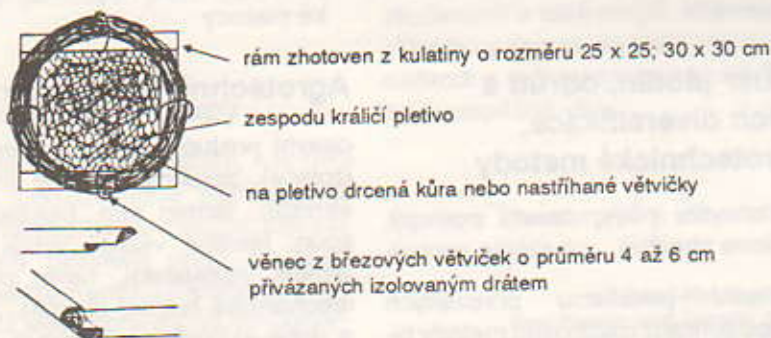 rám zhotoven z kulatiny o rozměru 25 x 25; 30 x 30 cm
zespodu králičí pletivo
na pletivo drcená kůra nebo nastříhané větvičky
věnec z březových větviček o průměru 4 až 6 cm
přivázaných izolovaným drátem